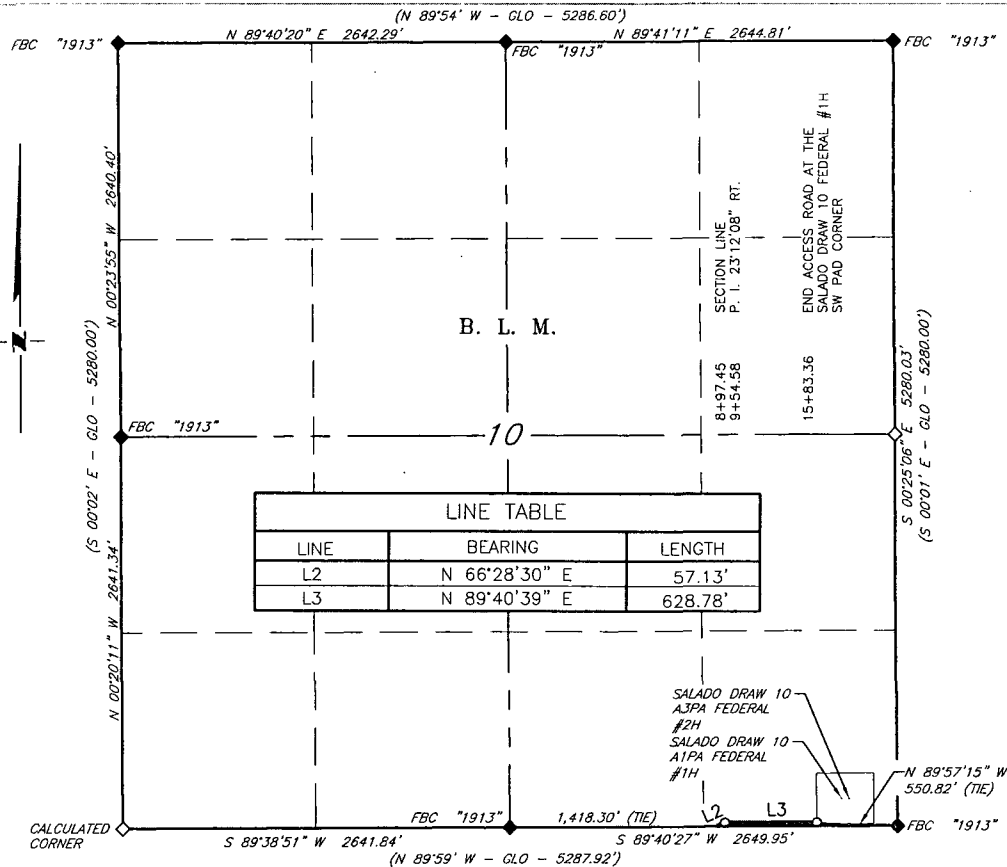 (N 89°54' W - GLO - 5286.60')
FBC "1913"
N 89°40'20" E 2642.29'
FBC "1913"
N 89°41'11" E 2644.81'
FBC "1913"
N 00°23'55" W 2640.40'
(S 00°02' E - GLO - 5280.00')
N
SECTION LINE
P. I. 23°12'08" RT.
END ACCESS ROAD AT THE
SALADO DRAW 10 FEDERAL #1H
SW PAD CORNER
8+97.45
9+54.58
15+83.36
B. L. M.
FBC "1913"
10
S 00°25'06" E 5280.03'
(S 00°01' E - GLO - 5280.00')
LINE TABLE
LINE BEARING LENGTH
L2 N 66°28'30" E 57.13'
L3 N 89°40'39" E 628.78'
N 00°20'11" W 2641.34'
SALADO DRAW 10
A3PA FEDERAL
#2H
SALADO DRAW 10
A1PA FEDERAL
#1H
N 89°57'15" W
550.82' (TIE)
L2
L3
CALCULATED
CORNER
FBC "1913"
1,418.30' (TIE)
FBC "1913"
S 89°38'51" W 2641.84'
S 89°40'27" W 2649.95'
(N 89°59' W - GLO - 5287.92')